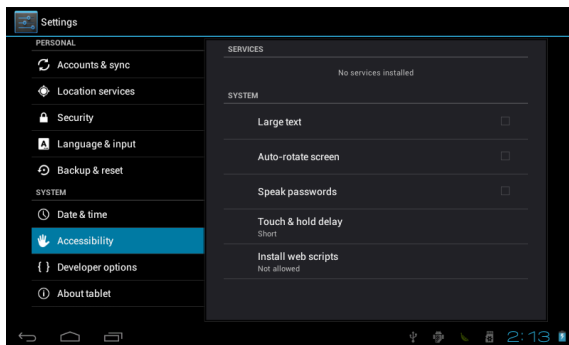 Settings
PERSONAL
Accounts & sync
Location services
Security
A Language & input
Backup & reset
SYSTEM
Date & time
Accessibility
{ } Developer options
About tablet
SERVICES
No services installed
SYSTEM
Large text
Auto-rotate screen
Speak passwords
Touch & hold delay
Short
Install web scripts
Not allowed
2:13